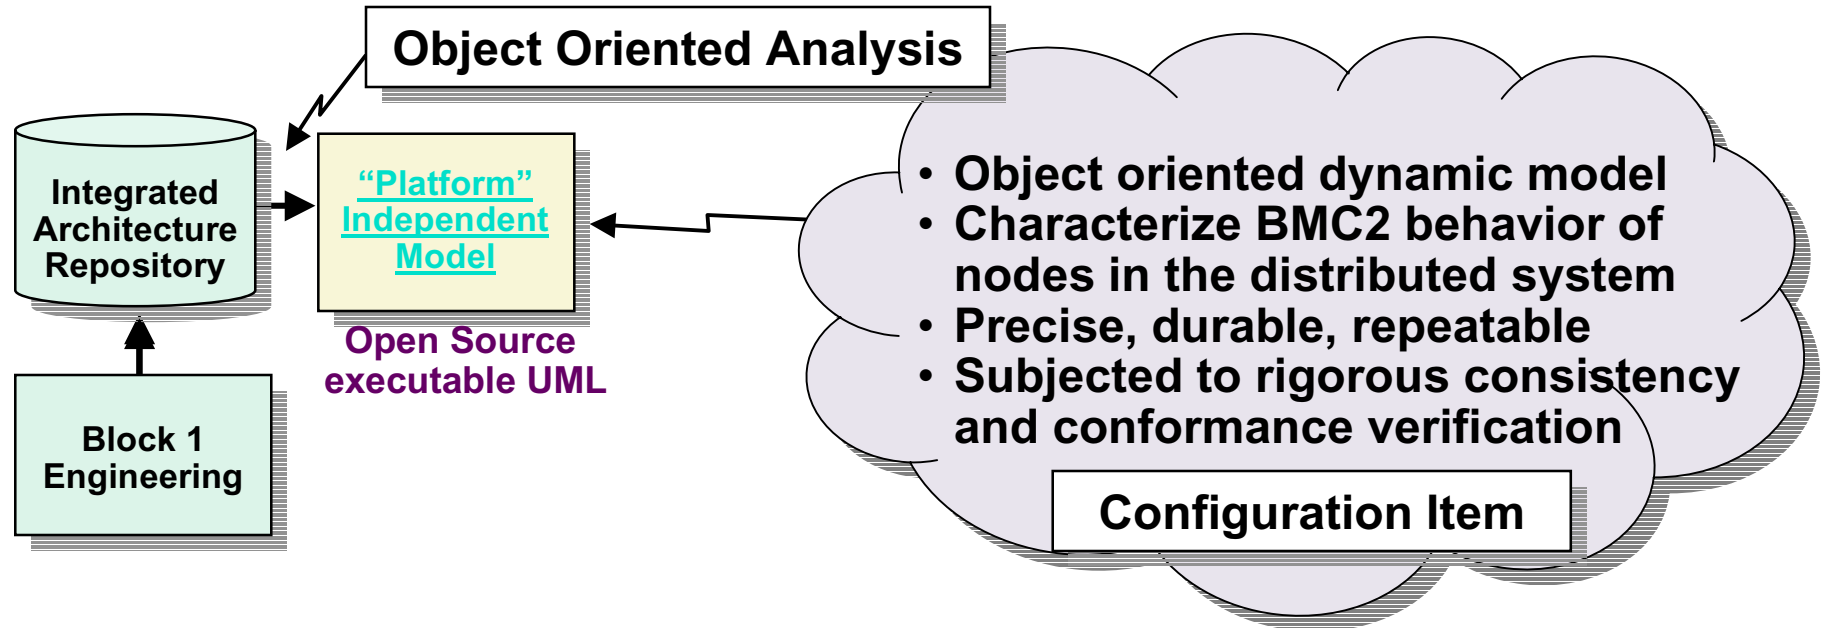 Object Oriented Analysis
Integrated
Architecture
Repository
“Platform”
Independent
Model
Open Source
executable UML
Block 1
Engineering
• Object oriented dynamic model
• Characterize BMC2 behavior of
nodes in the distributed system
• Precise, durable, repeatable
• Subjected to rigorous consistency
and conformance verification
Configuration Item